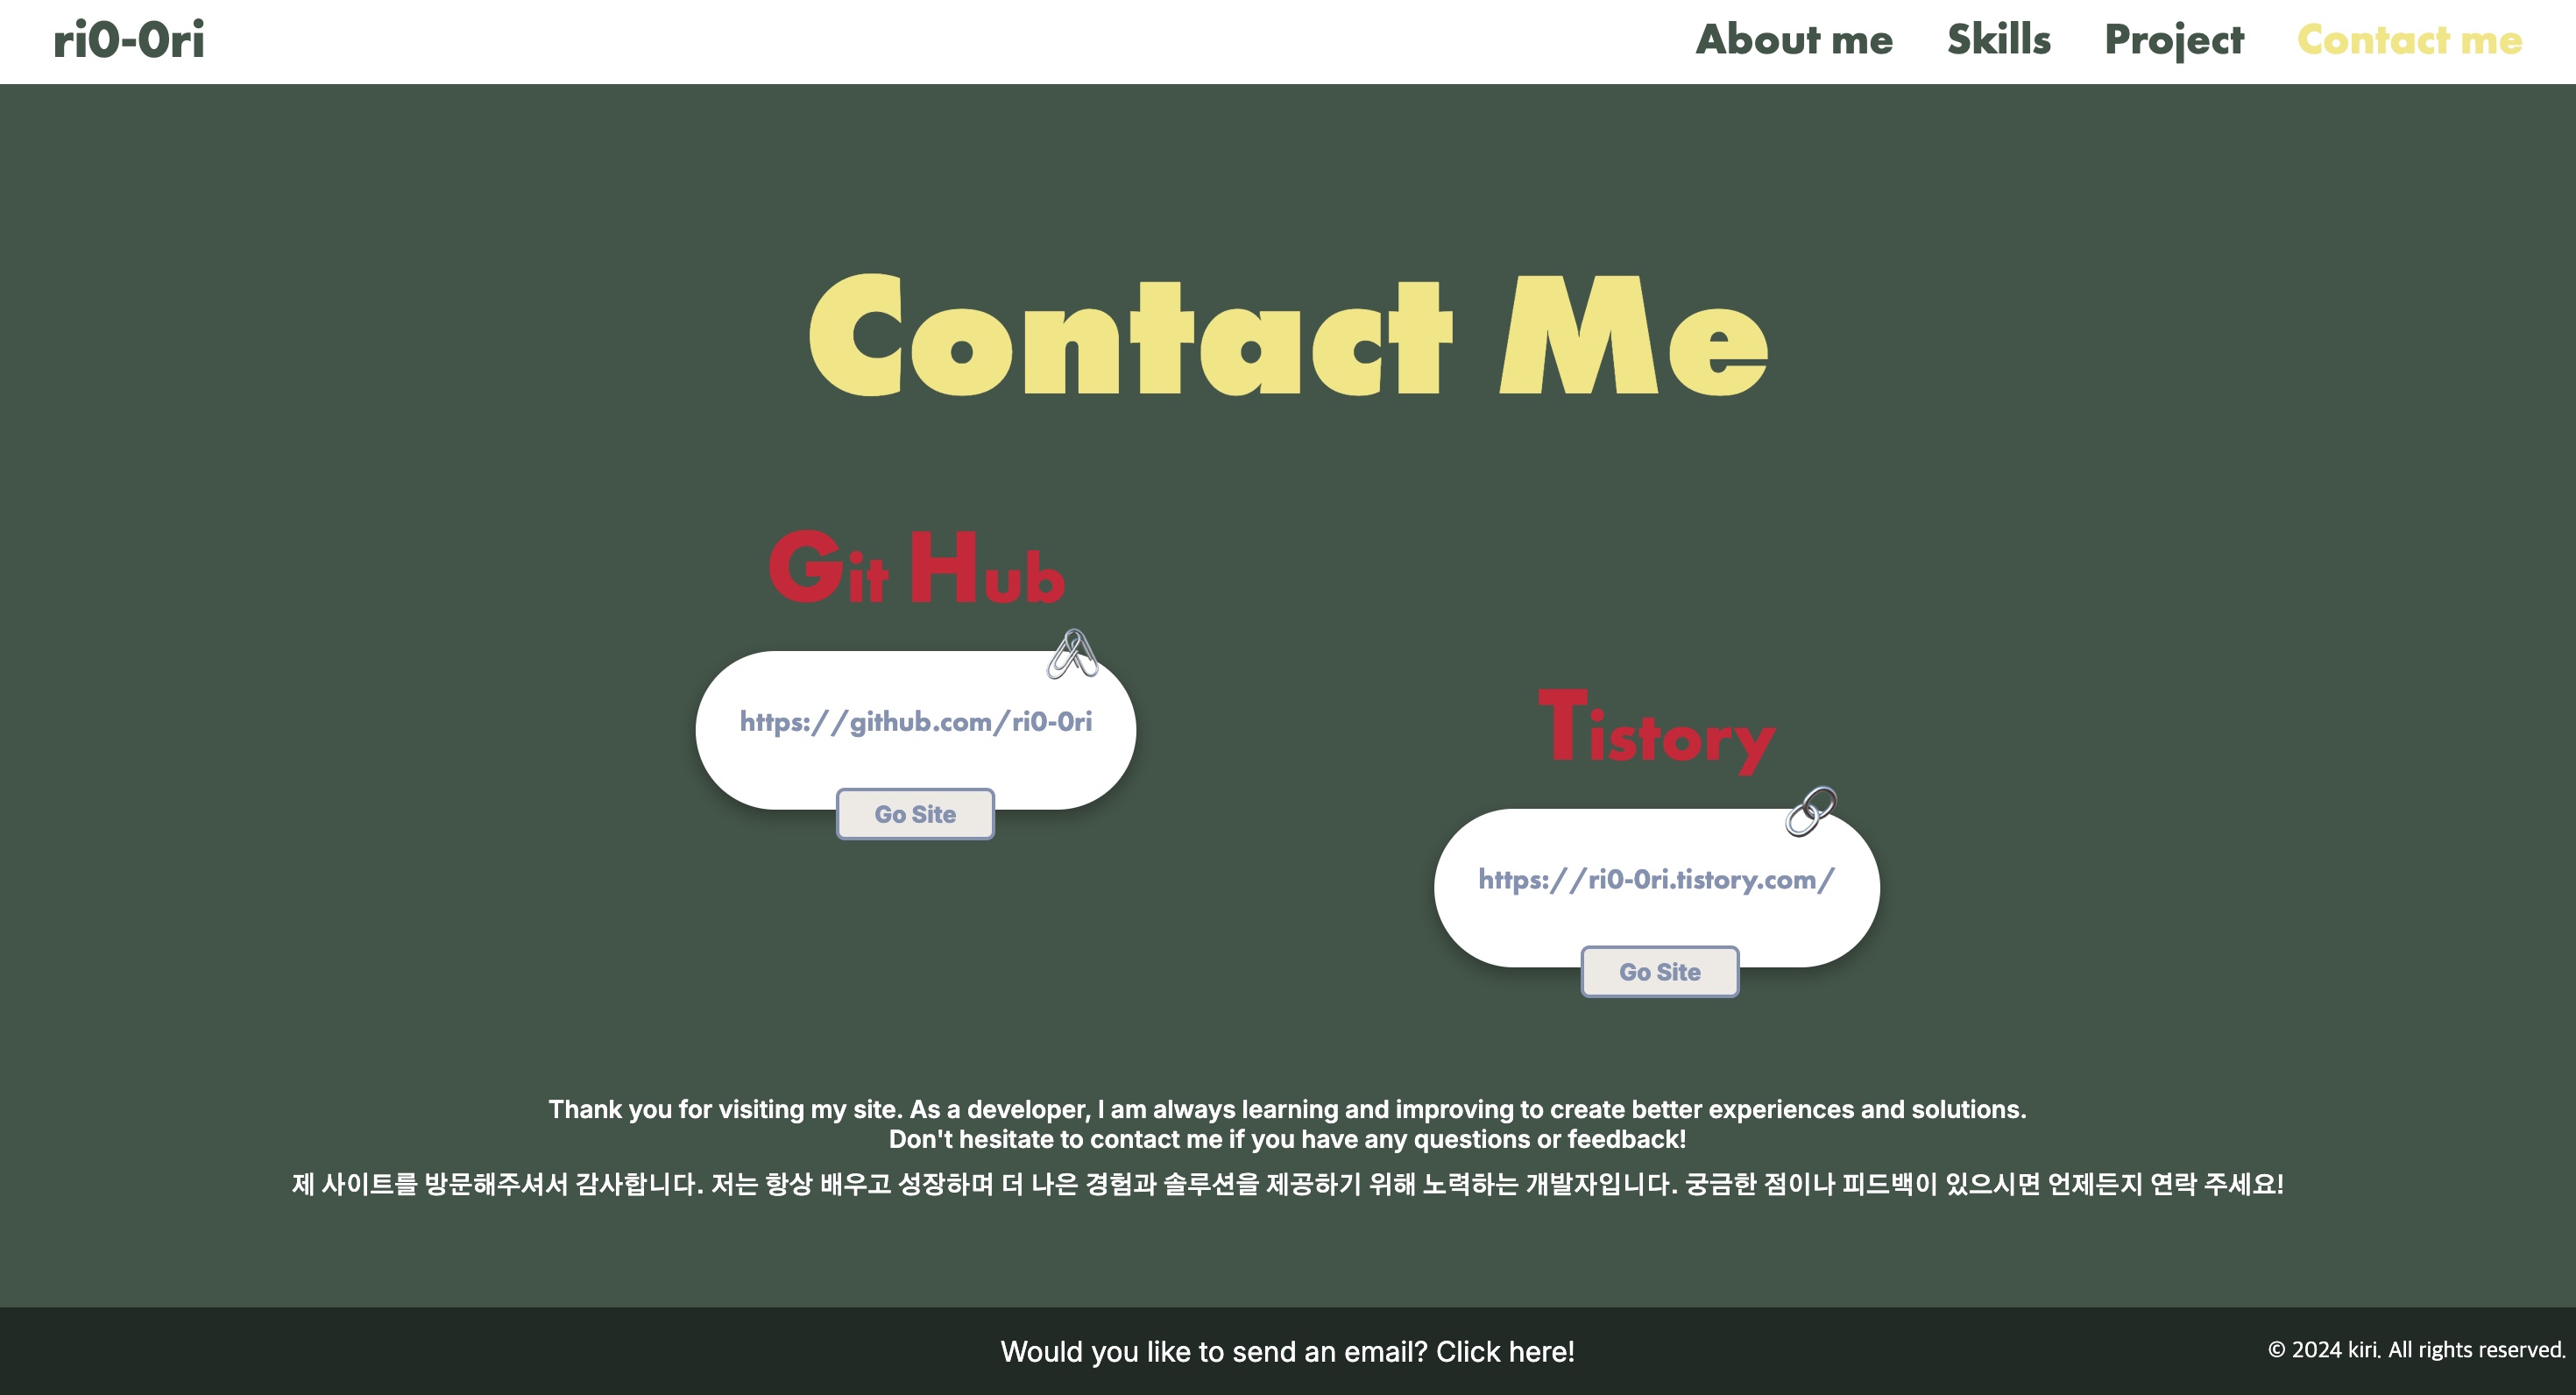 ri0-0ri
About me Skills Project Contact me
Contact Me
Git Hub
https://github.com/ri0-0ri
Go Site
Tistory
https://ri0-0ri.tistory.com/
Go Site
Thank you for visiting my site. As a developer, I am always learning and improving to create better experiences and solutions.
Don't hesitate to contact me if you have any questions or feedback!
제 사이트를 방문해주셔서 감사합니다. 저는 항상 배우고 성장하며 더 나은 경험과 솔루션을 제공하기 위해 노력하는 개발자입니다. 궁금한 점이나 피드백이 있으시면 언제든지 연락 주세요!
Would you like to send an email? Click here!
© 2024 kiri. All rights reserved.